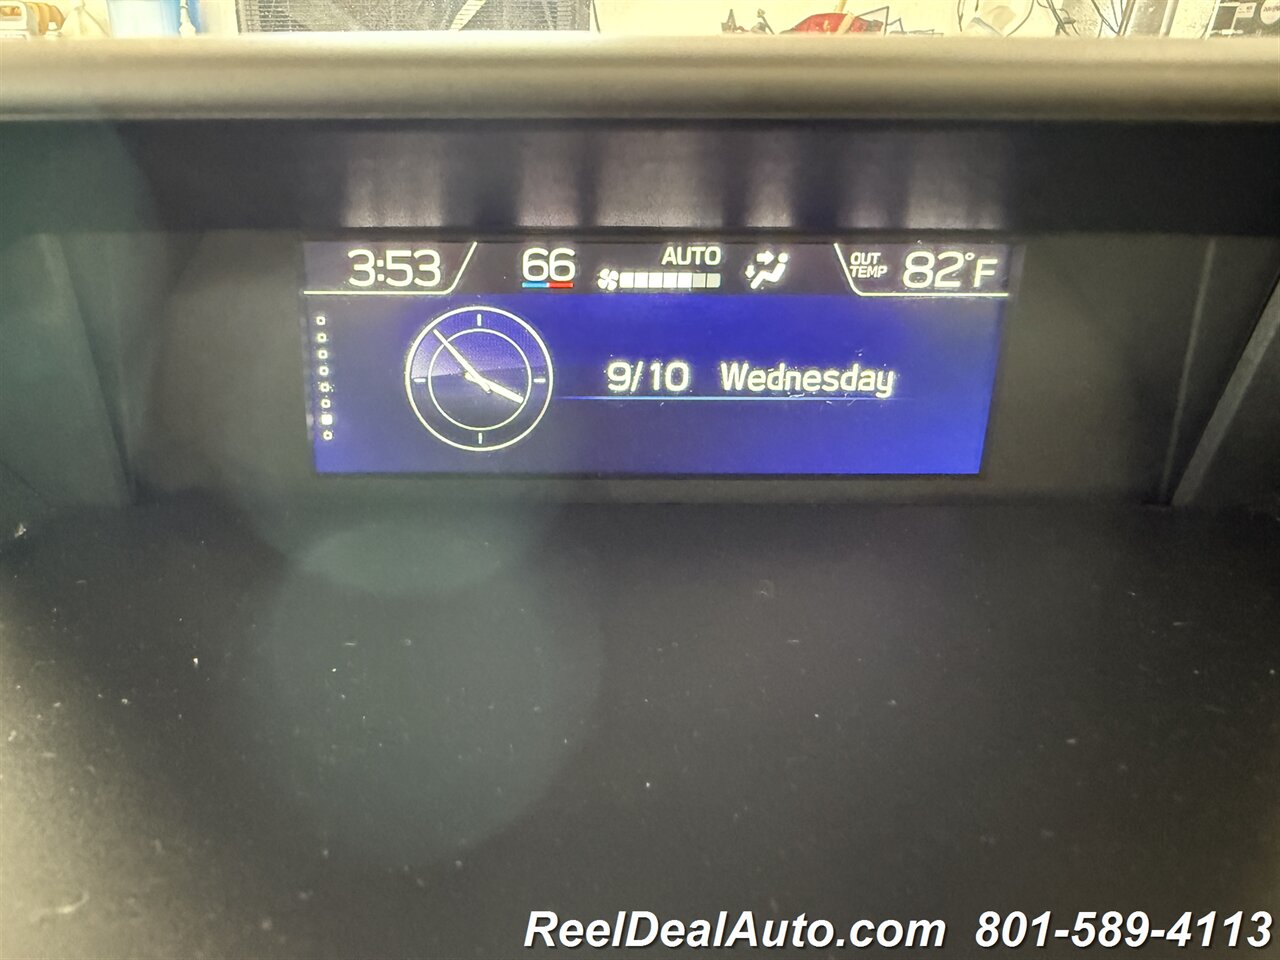 3:53 66 AUTO OUT TEMP 82°F
9/10 Wednesday
ReelDealAuto.com 801-589-4113